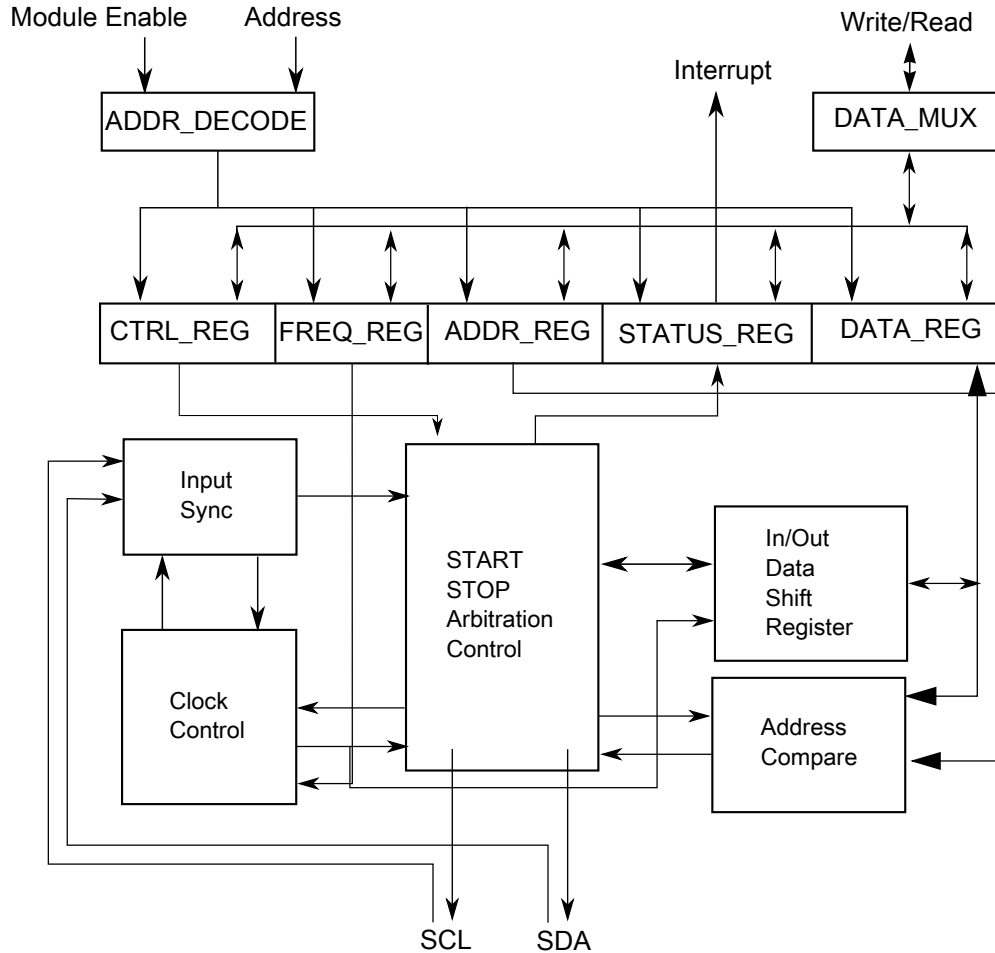 Module Enable
Address
Write/Read
Interrupt
ADDR_DECODE
DATA_MUX
CTRL_REG
FREQ_REG
ADDR_REG
STATUS_REG
DATA_REG
Input
Sync
START
STOP
Arbitration
Control
In/Out
Data
Shift
Register
Clock
Control
Address
Compare
SCL
SDA